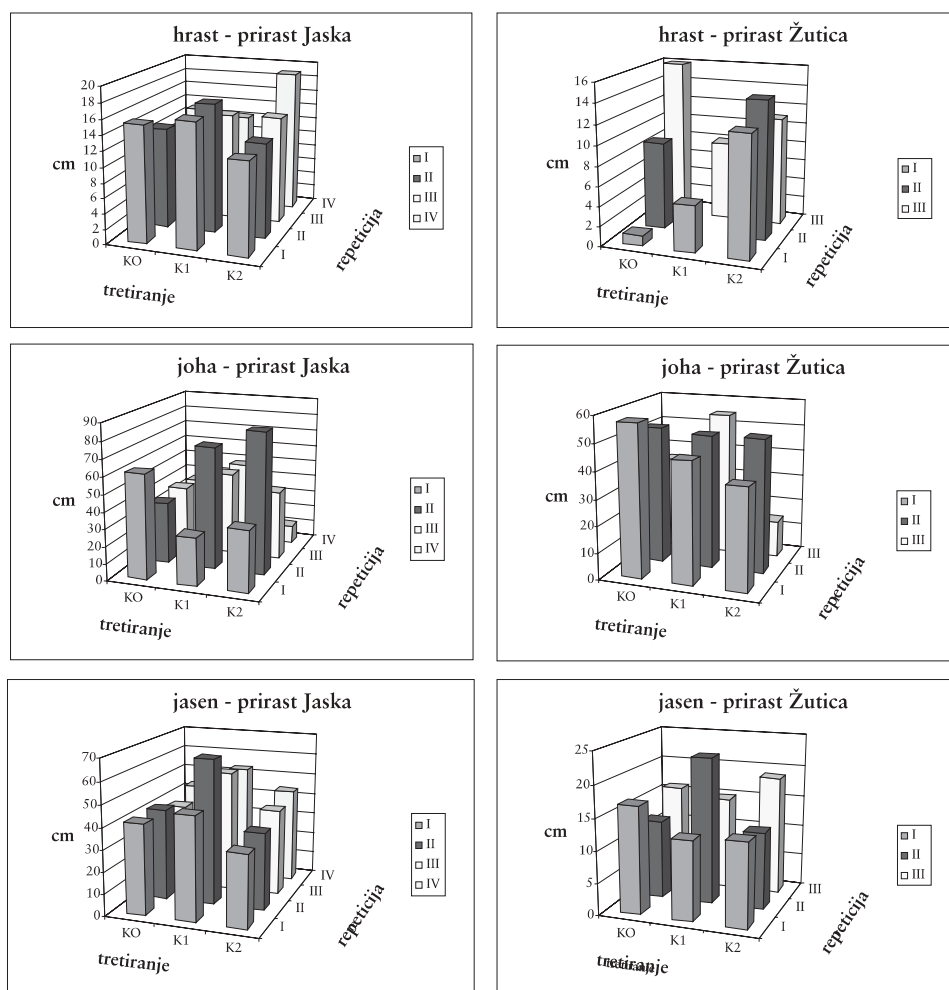 hrast - prirast Jaska
20
18
16
14
12
10
8
6
4
2
0
cm
KO
K1
K2
I
II
III
IV
tretiranje
repeticija
I
II
III
IV
hrast - prirast Žutica
16
14
12
10
8
6
4
2
0
cm
KO
K1
K2
I
II
III
tretiranje
repeticija
I
II
III
joha - prirast Jaska
90
80
70
60
50
40
30
20
10
0
cm
KO
K1
K2
I
II
III
IV
tretiranje
repeticija
I
II
III
IV
joha - prirast Žutica
60
50
40
30
20
10
0
cm
KO
K1
K2
I
II
III
tretiranje
repeticija
I
II
III
jasen - prirast Jaska
70
60
50
40
30
20
10
0
cm
KO
K1
K2
I
II
III
IV
tretiranje
repeticija
I
II
III
IV
jasen - prirast Žutica
25
20
15
10
5
0
cm
KO
K1
K2
I
II
III
tretiranje
tretiranje
repeticija
I
II
III